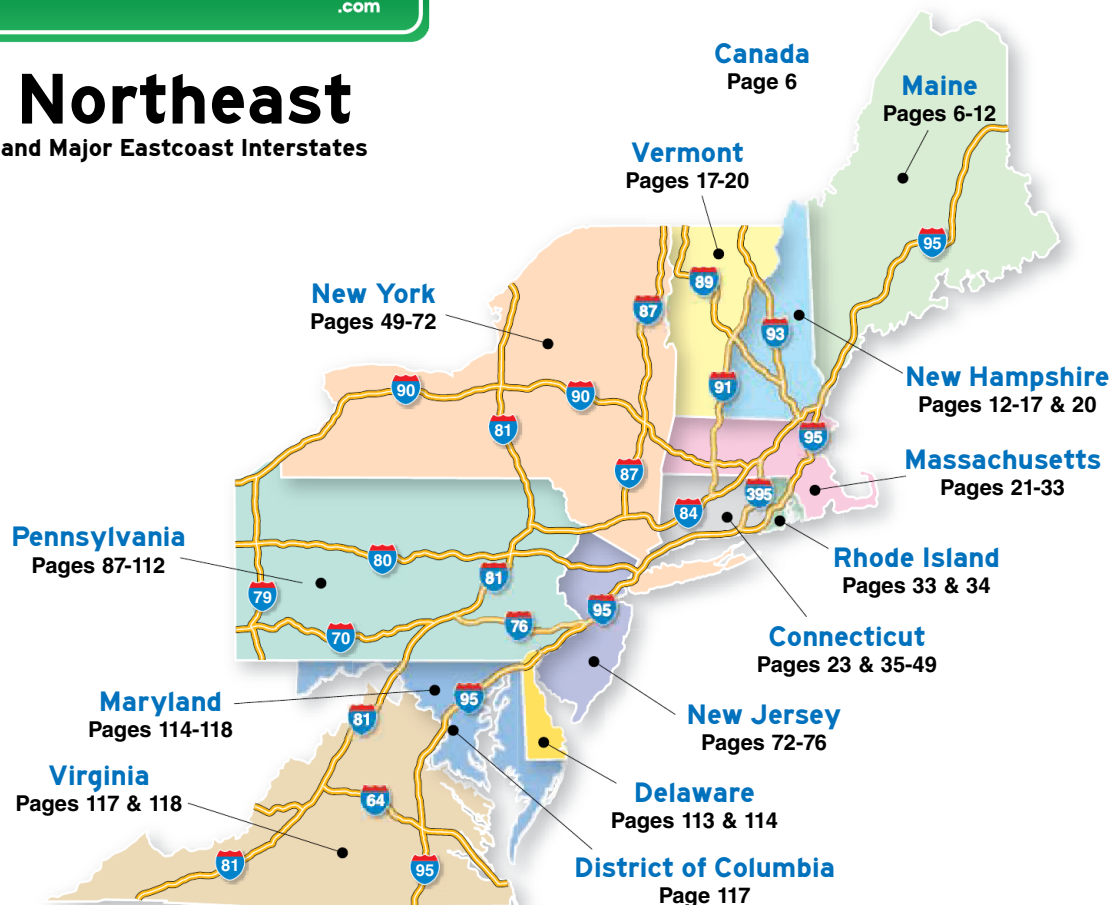 .com
Northeast
and Major Eastcoast Interstates
Canada
Page 6
Maine
Pages 6-12
Vermont
Pages 17-20
95
89
New York
Pages 49-72
87
93
New Hampshire
Pages 12-17 & 20
90
90
91
81
95
Massachusetts
Pages 21-33
87
395
84
Pennsylvania
Pages 87-112
80
Rhode Island
Pages 33 & 34
81
79
95
76
70
Connecticut
Pages 23 & 35-49
Maryland
Pages 114-118
95
81
New Jersey
Pages 72-76
Virginia
Pages 117 & 118
64
Delaware
Pages 113 & 114
81
95
District of Columbia
Page 117